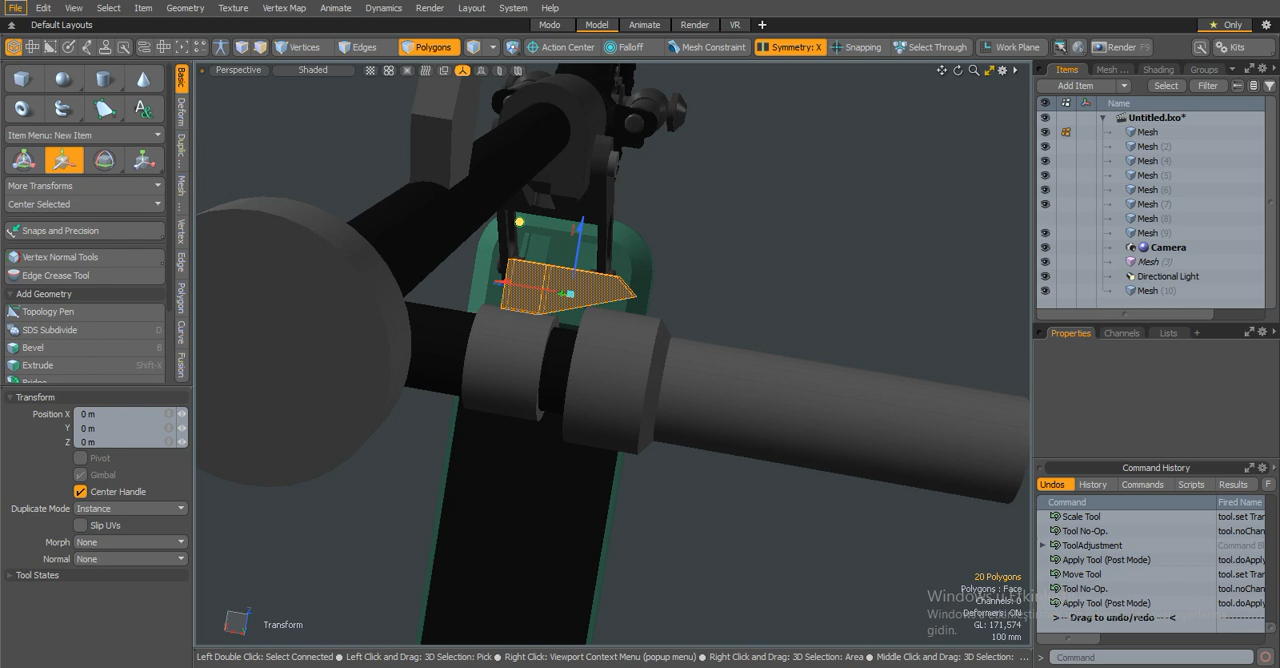 File Edit View Select Item Geometry Texture Vertex Map Animate Dynamics Render Layout System Help
Default Layouts Modo Model Animate Render VR + ★ Only
Vertices Edges Polygons Action Center Falloff Mesh Constraint Symmetry: X Snapping Select Through Work Plane Render F9 Kits
Perspective Shaded
Basic
Deform
Duplic ...
Mesh ...
Vertex
Edge
Polygon
Curve
Fusion
Item Menu: New Item
More Transforms
Center Selected
Snaps and Precision
Vertex Normal Tools
Edge Crease Tool
Add Geometry
Topology Pen
SDS Subdivide D
Bevel B
Extrude Shift-X
Transform
Position X 0 m
Y 0 m
Z 0 m
Pivot
Gimbal
Center Handle
Duplicate Mode Instance
Slip UVs
Morph None
Normal None
Tool States
Z
Transform
20 Polygons
Polygons : Face
Channels: 0
Deformers: ON
GL: 171,574
100 mm
gidin.
Left Double Click: Select Connected ● Left Click and Drag: 3D Selection: Pick ● Right Click: Viewport Context Menu (popup menu) ● Right Click and Drag: 3D Selection: Area ● Middle Click and Drag: 3D Selection: ...
Items Mesh ... Shading Groups
Add Item Select Filter
Name
Untitled.lxo*
Mesh
Mesh (2)
Mesh (4)
Mesh (5)
Mesh (6)
Mesh (7)
Mesh (8)
Mesh (9)
Camera
Mesh (3)
Directional Light
Mesh (10)
Properties Channels Lists +
Command History
Undos History Commands Scripts Results F
Command Fired Name
Scale Tool tool.set Tran
Tool No-Op. tool.noChan
ToolAdjustment Command Bl
Apply Tool (Post Mode) tool.doApply
Move Tool tool.set Tran
Tool No-Op. tool.noChan
Apply Tool (Post Mode) tool.doApply
>-- Drag to undo/redo ---<
> Command